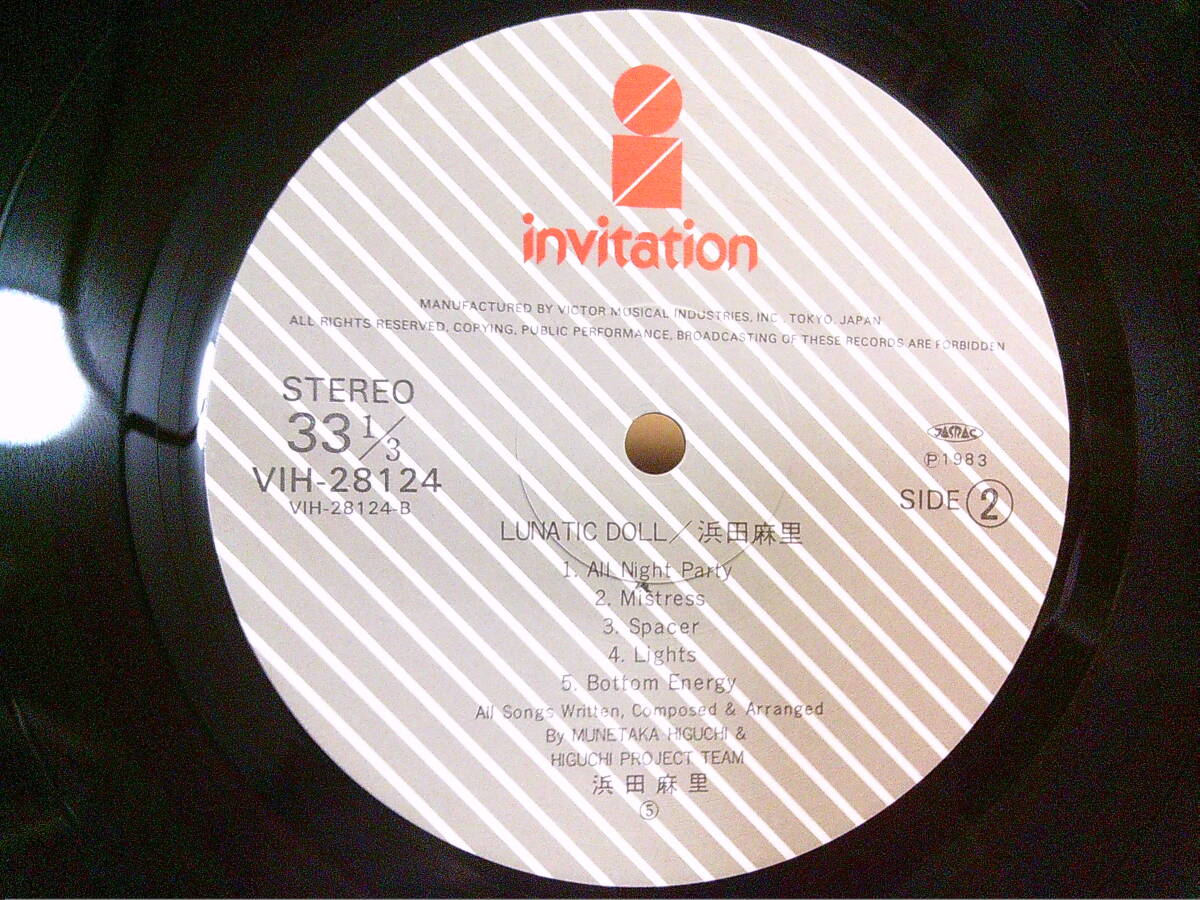 invitation
MANUFACTURED BY VICTOR MUSICAL INDUSTRIES, INC. TOKYO, JAPAN
ALL RIGHTS RESERVED, COPYING, PUBLIC PERFORMANCE, BROADCASTING OF THESE RECORDS ARE FORBIDDEN
STEREO
33 1/3
VIH-28124
VIH-28124-B
JASRAC
℗1983
SIDE ②
LUNATIC DOLL/浜田麻里
1. All Night Party
2. Mistress
3. Spacer
4. Lights
5. Bottom Energy
All Songs Written, Composed & Arranged
By MUNETAKA HIGUCHI &
HIGUCHI PROJECT TEAM
浜田麻里
⑤